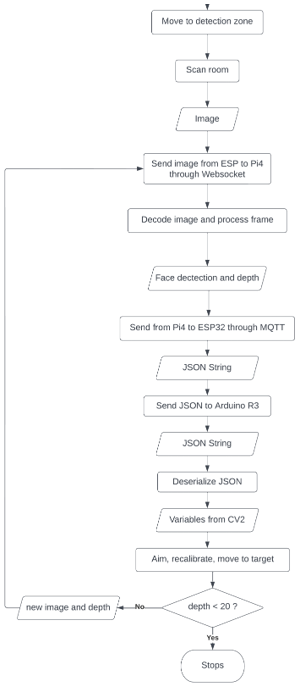 Move to detection zone
Scan room
Image
Send image from ESP to Pi4
through Websocket
Decode image and process frame
Face dectection and depth
Send from Pi4 to ESP32 through MQTT
JSON String
Send JSON to Arduino R3
JSON String
Deserialize JSON
Variables from CV2
Aim, recalibrate, move to target
new image and depth
No
depth < 20 ?
Yes
Stops